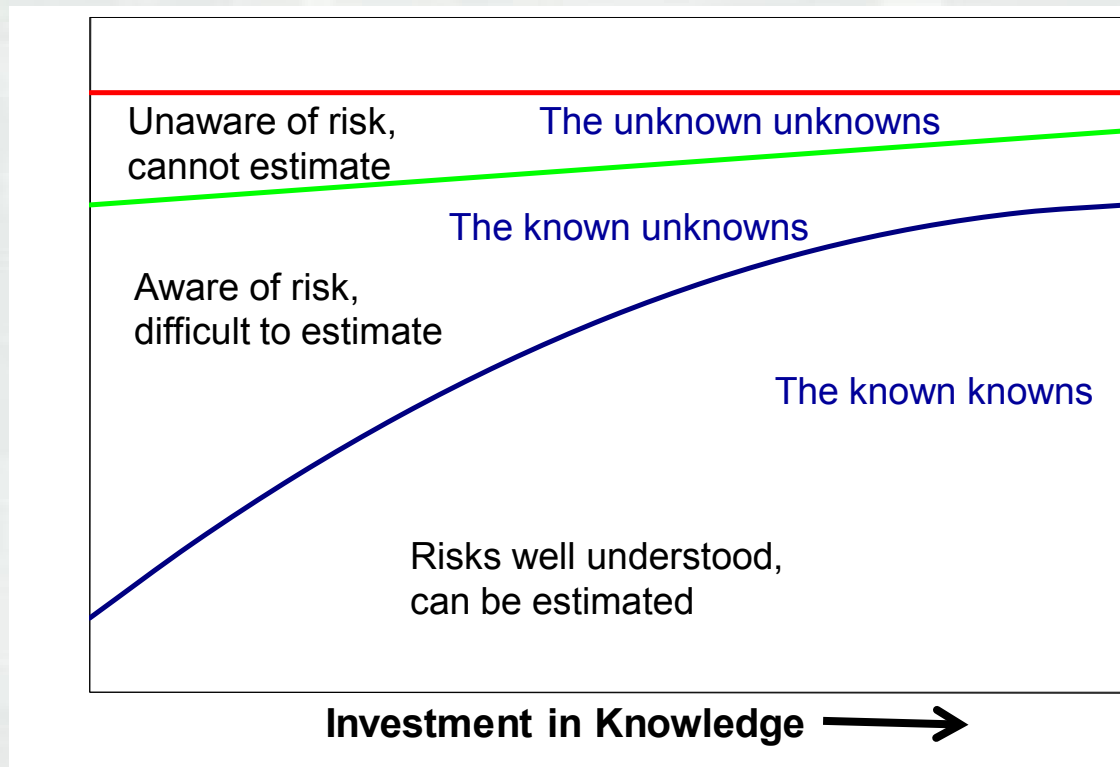 Unaware of risk,
cannot estimate
The unknown unknowns
The known unknowns
Aware of risk,
difficult to estimate
The known knowns
Risks well understood,
can be estimated
Investment in Knowledge